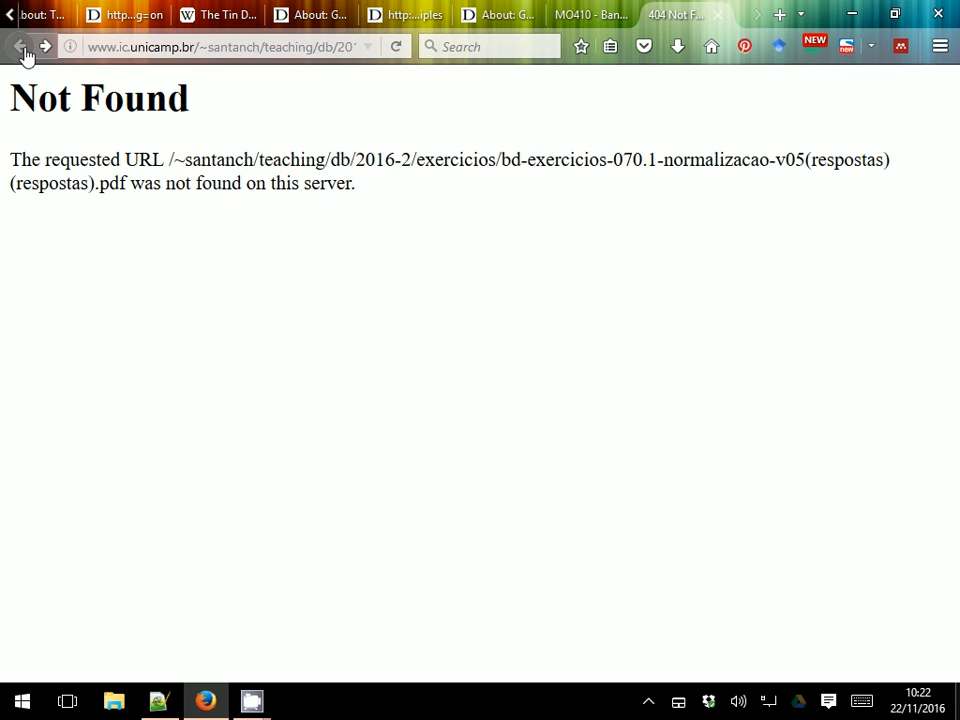 bout: T...
http...g=on
The Tin D...
About: G...
http:...iples
About: G...
MO410 - Ban...
404 Not F...
www.ic.unicamp.br/~santanch/teaching/db/201
Search
NEW
new
Not Found
The requested URL /~santanch/teaching/db/2016-2/exercicios/bd-exercicios-070.1-normalizacao-v05(respostas)
(respostas).pdf was not found on this server.
10:22
22/11/2016